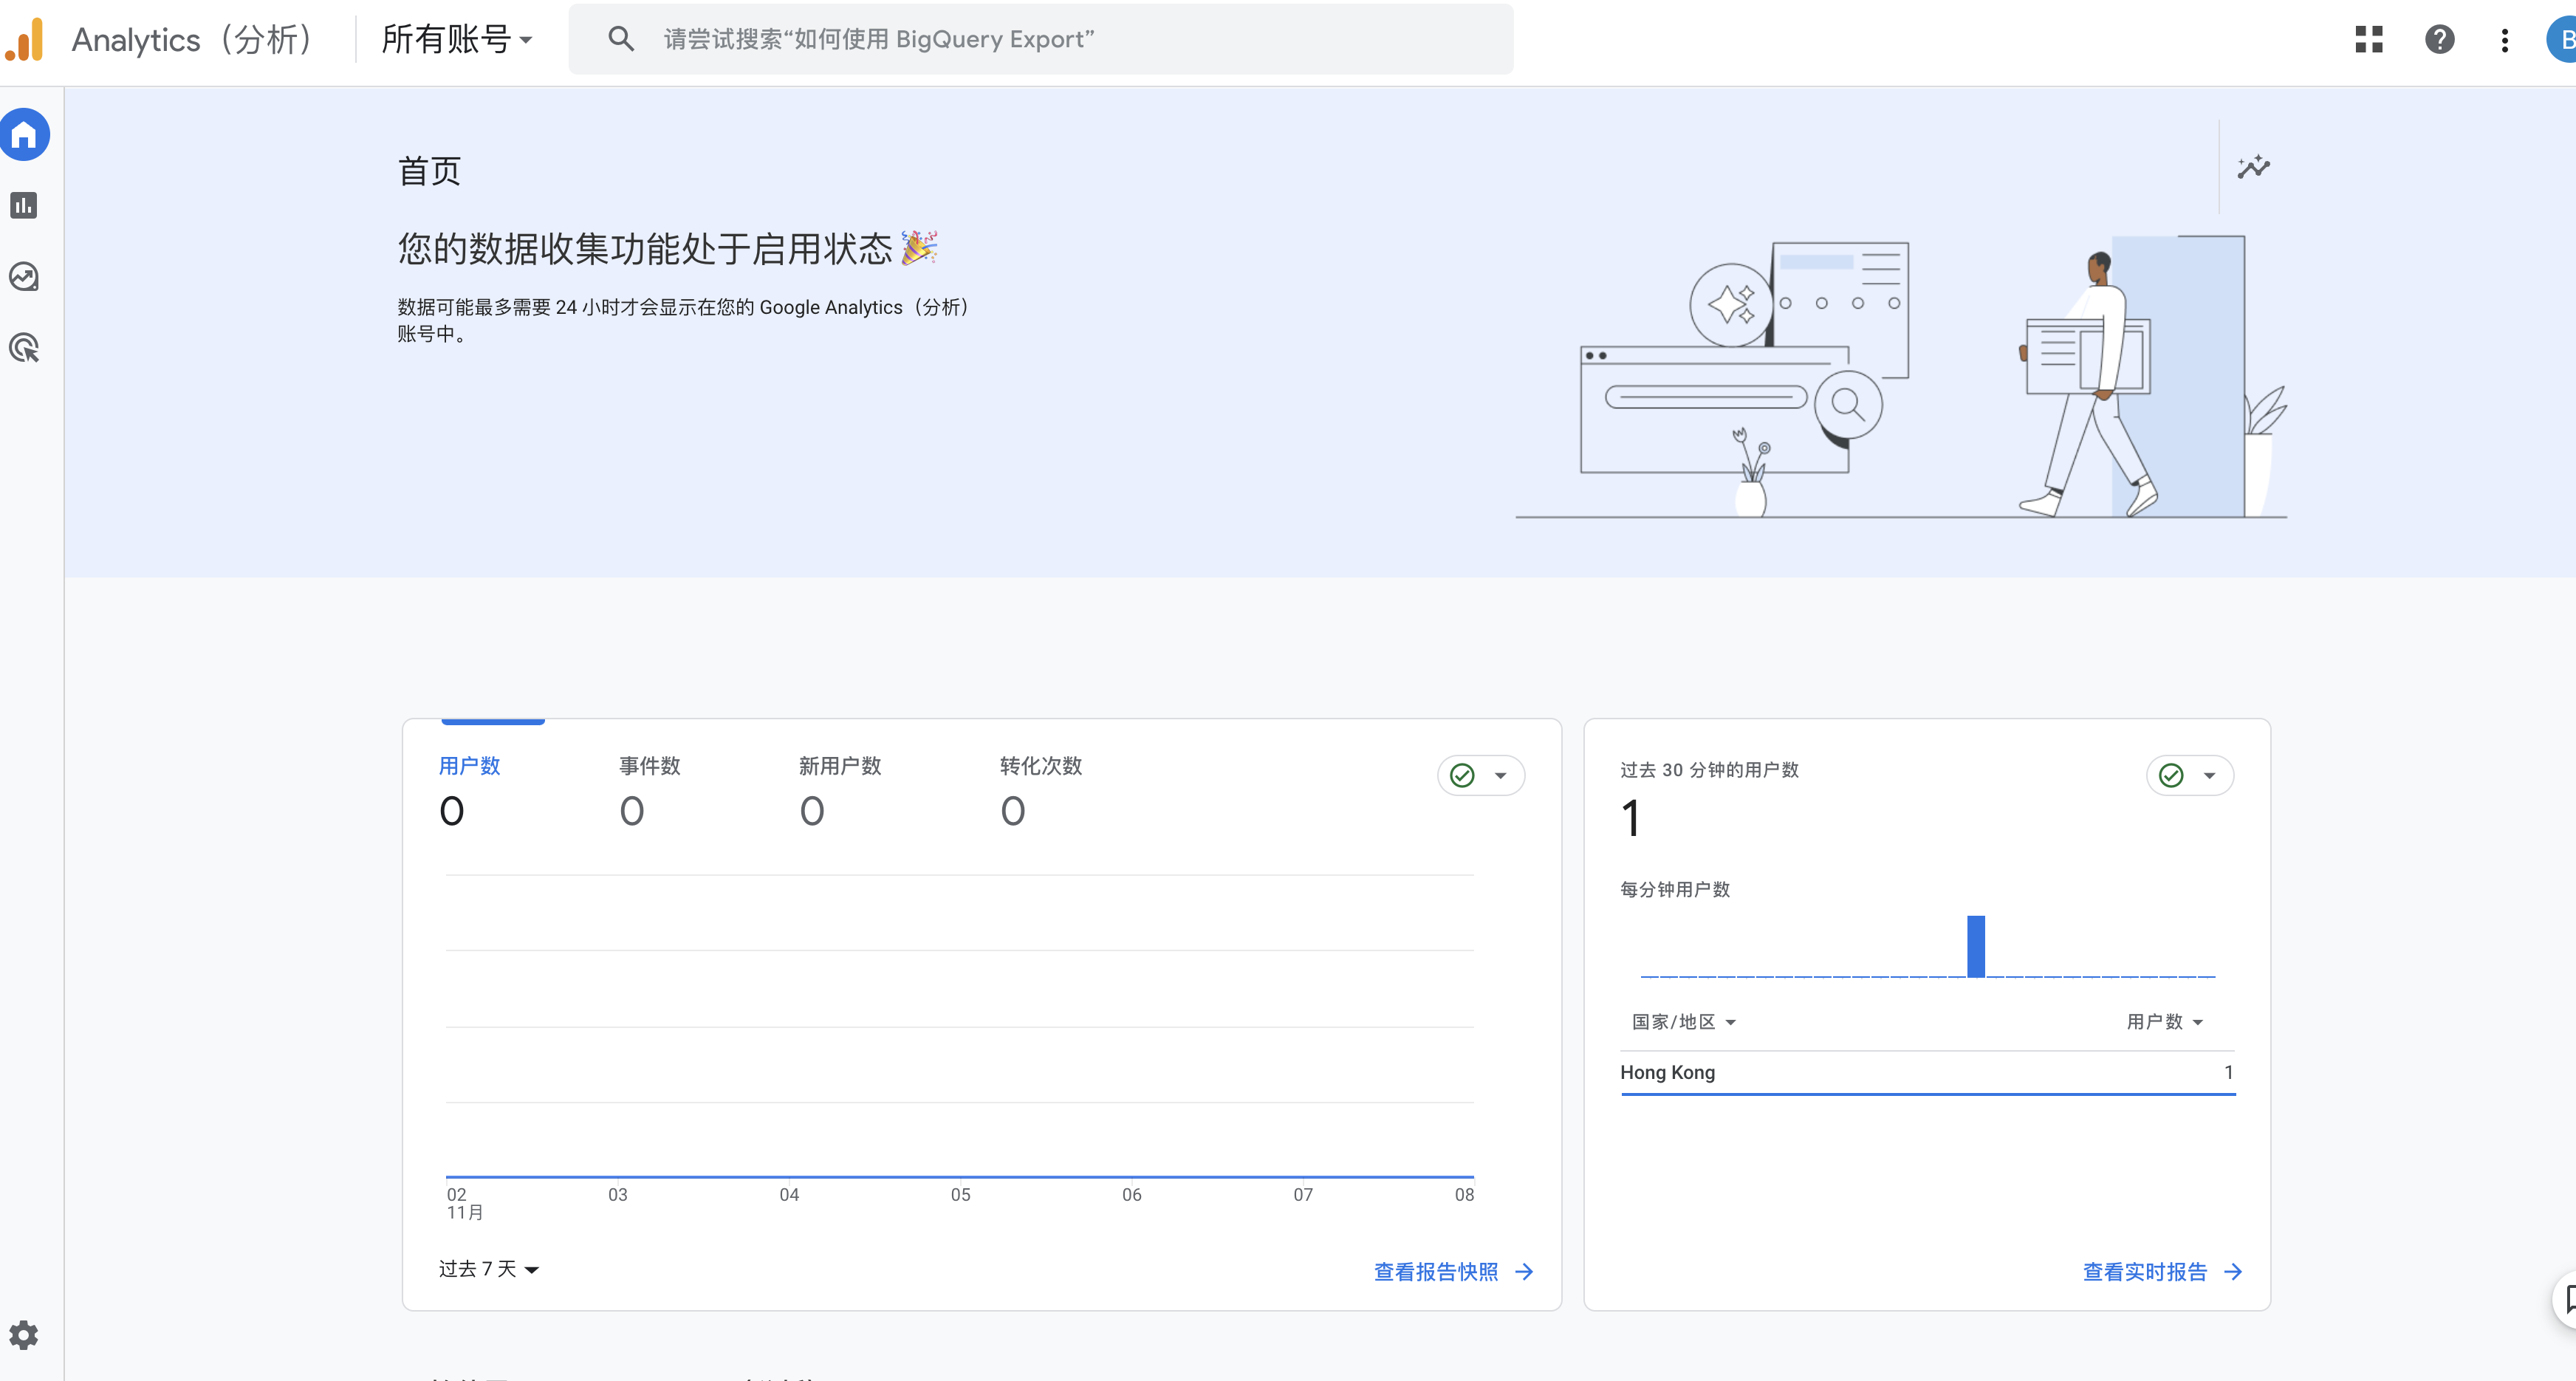 Analytics（分析）
所有账号
请尝试搜索“如何使用 BigQuery Export”
B
首页
您的数据收集功能处于启用状态🎉
数据可能最多需要 24 小时才会显示在您的 Google Analytics（分析）
账号中。
用户数
事件数
新用户数
转化次数
0
0
0
0
02
11月
03
04
05
06
07
08
过去 7 天
查看报告快照
过去 30 分钟的用户数
1
每分钟用户数
国家/地区
用户数
Hong Kong
1
查看实时报告